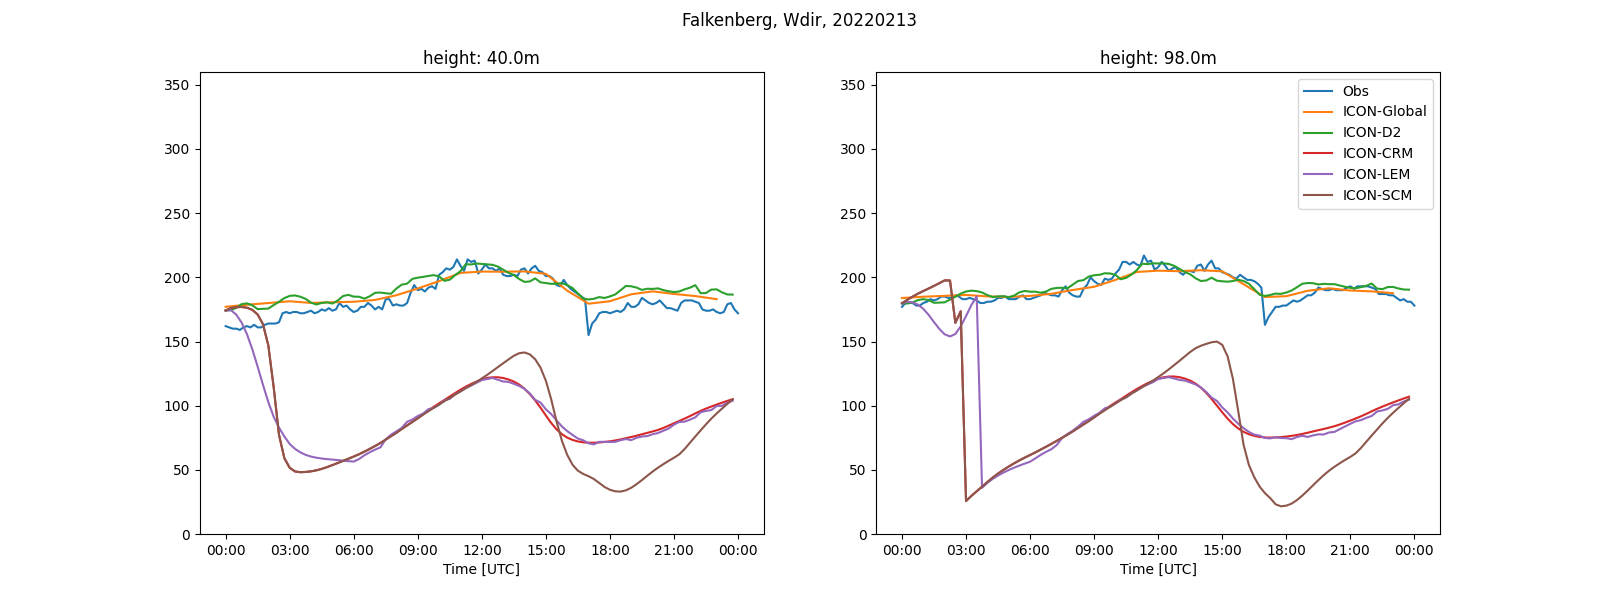 Falkenberg, Wdir, 20220213
height: 40.0m
350
300
250
200
150
100
50
0
00:00 03:00 06:00 09:00 12:00 15:00 18:00 21:00 00:00
Time [UTC]
height: 98.0m
350
300
250
200
150
100
50
0
00:00 03:00 06:00 09:00 12:00 15:00 18:00 21:00 00:00
Time [UTC]
Obs
ICON-Global
ICON-D2
ICON-CRM
ICON-LEM
ICON-SCM